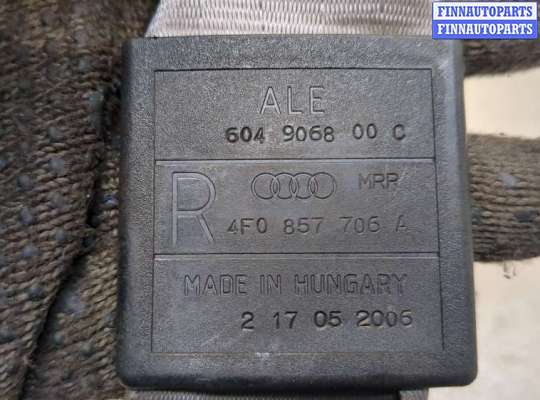 FINNAUTOPARTS
FINNAUTOPARTS
ALE
604 9068 00 C
R MRR
4F0 857 706 A
MADE IN HUNGARY
2 17 05 2006